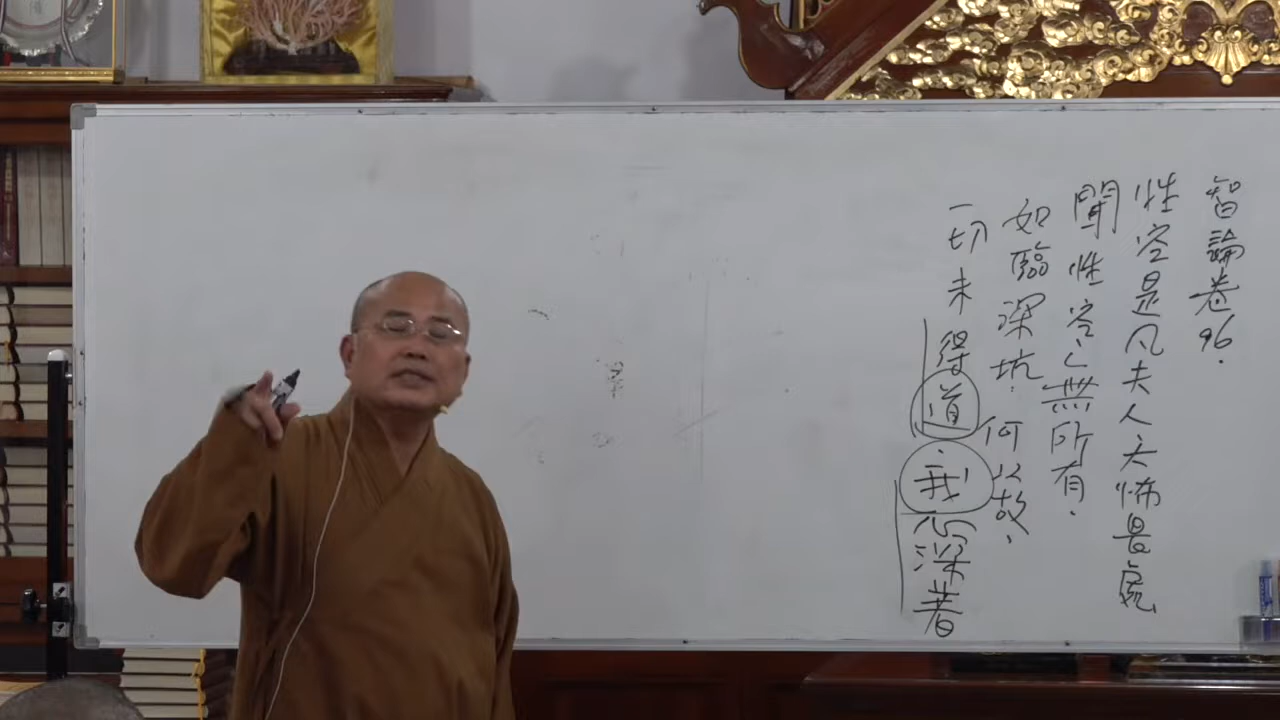 智論卷96.
性空是凡夫人大怖畏處
聞性空、無所有.
如臨深坑.何以故、
一切未得道.我心深著